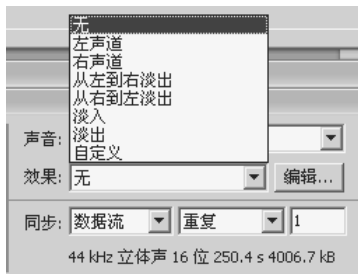 无
左声道
右声道
从左到右淡出
从右到左淡出
淡入
淡出
自定义
声音:
效果: 无 编辑...
同步: 数据流 重复 1
44 kHz 立体声 16 位 250.4 s 4006.7 kB